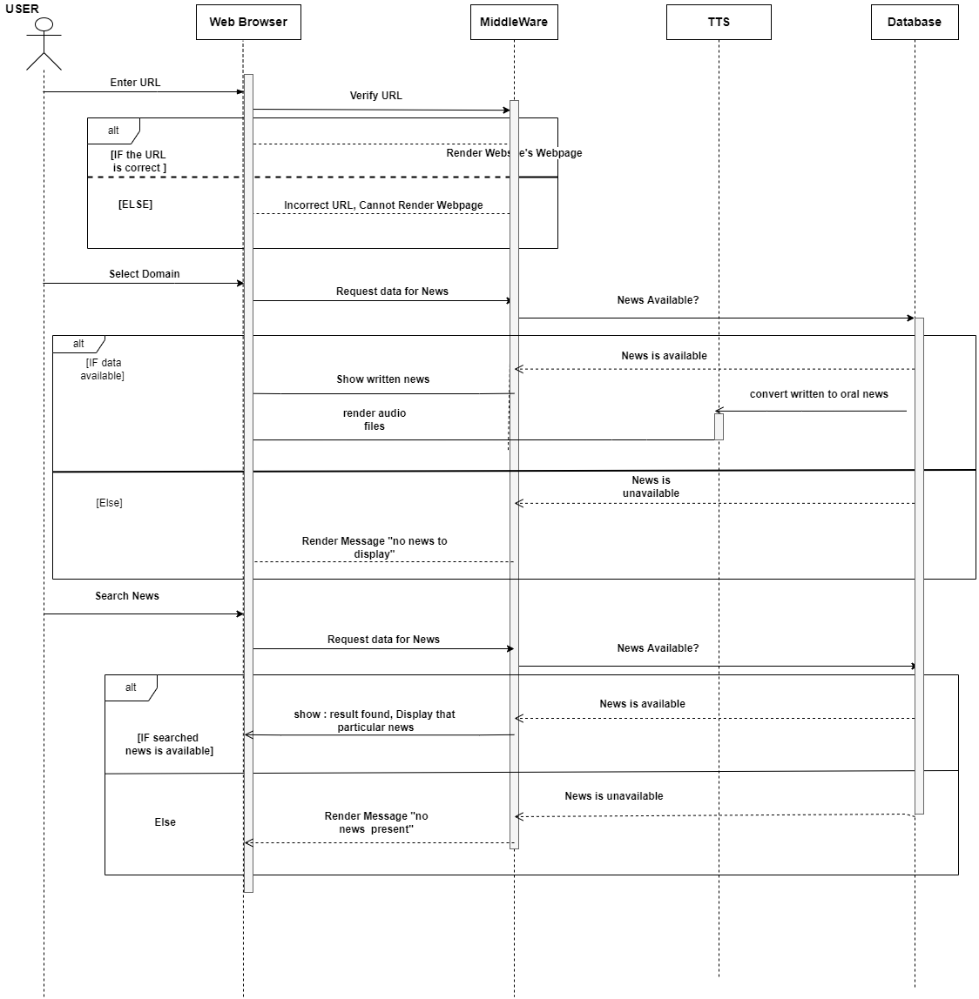 USER
Web Browser
MiddleWare
TTS
Database
Enter URL
Verify URL
alt
[IF the URL
is correct ]
Render Website's Webpage
[ELSE]
Incorrect URL, Cannot Render Webpage
Select Domain
Request data for News
News Available?
alt
[IF data
available]
News is available
Show written news
convert written to oral news
render audio
files
News is
unavailable
[Else]
Render Message "no news to
display"
Search News
Request data for News
News Available?
alt
News is available
show : result found, Display that
particular news
[IF searched
news is available]
News is unavailable
Else
Render Message "no
news present"